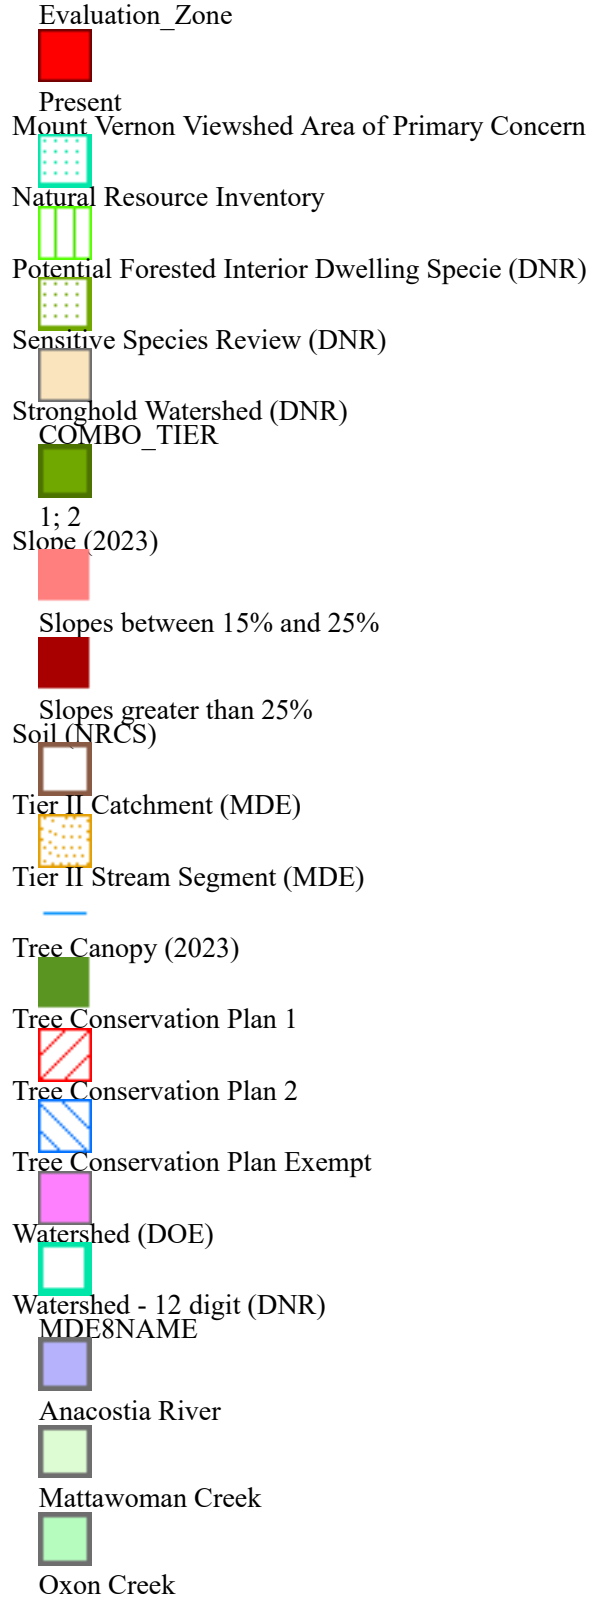 Evaluation_Zone
Present
Mount Vernon Viewshed Area of Primary Concern
Natural Resource Inventory
Potential Forested Interior Dwelling Specie (DNR)
Sensitive Species Review (DNR)
Stronghold Watershed (DNR)
COMBO_TIER
1; 2
Slope (2023)
Slopes between 15% and 25%
Slopes greater than 25%
Soil (NRCS)
Tier II Catchment (MDE)
Tier II Stream Segment (MDE)
Tree Canopy (2023)
Tree Conservation Plan 1
Tree Conservation Plan 2
Tree Conservation Plan Exempt
Watershed (DOE)
Watershed - 12 digit (DNR)
MDE8NAME
Anacostia River
Mattawoman Creek
Oxon Creek